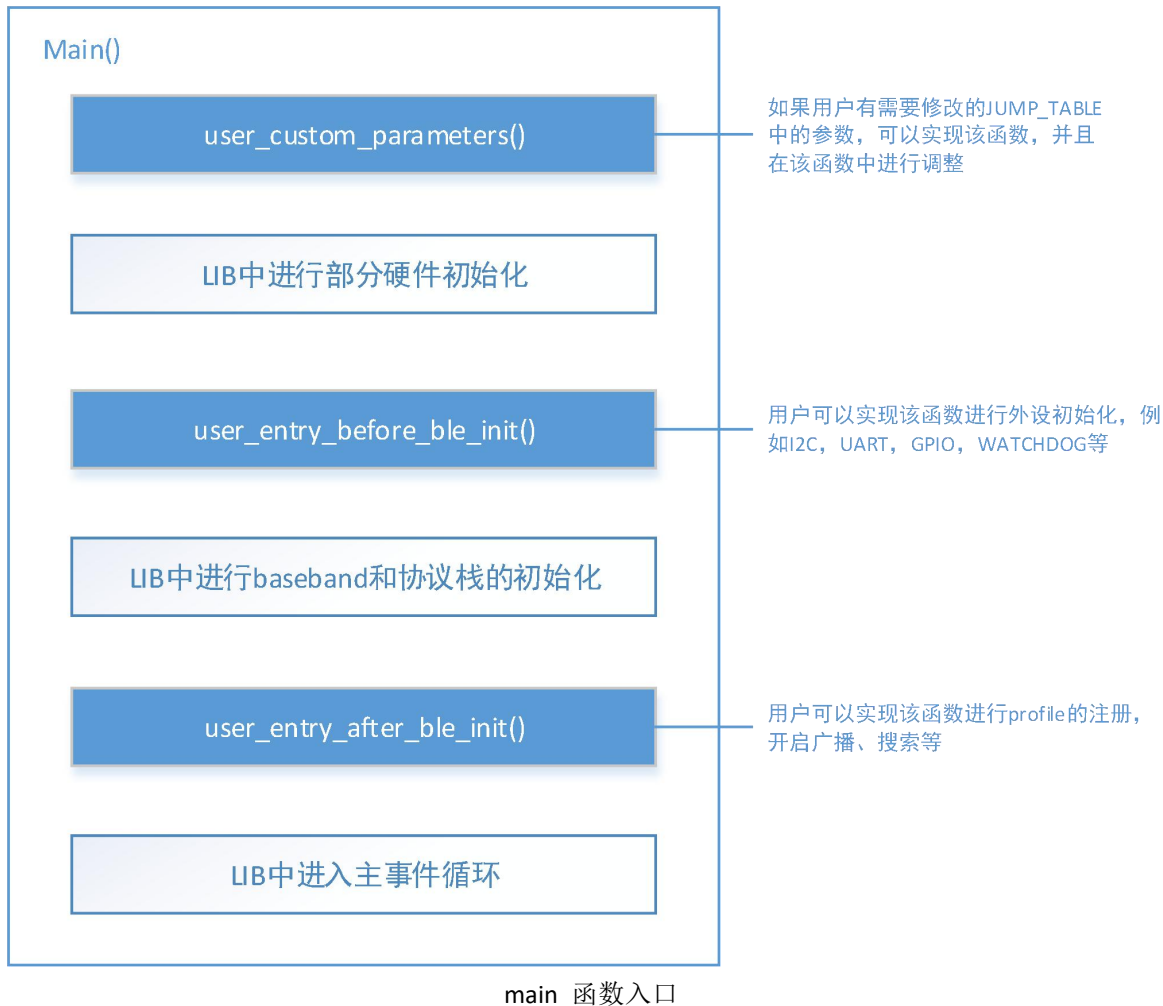 Main()
user_custom_parameters()
如果用户有需要修改的JUMP_TABLE
中的参数，可以实现该函数，并且
在该函数中进行调整
LIB中进行部分硬件初始化
user_entry_before_ble_init()
用户可以实现该函数进行外设初始化，例
如I2C，UART，GPIO，WATCHDOG等
LIB中进行baseband和协议栈的初始化
user_entry_after_ble_init()
用户可以实现该函数进行profile的注册，
开启广播、搜索等
LIB中进入主事件循环
main 函数入口